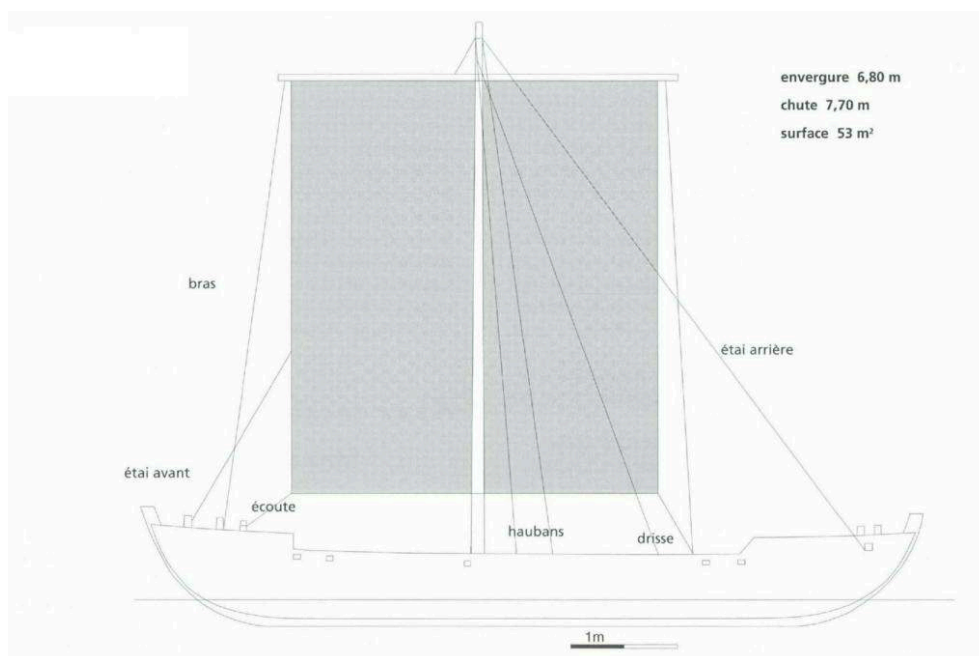 envergure 6,80 m
chute 7,70 m
surface 53 m²
bras
étai arrière
étai avant
écoute
haubans
drisse
1m